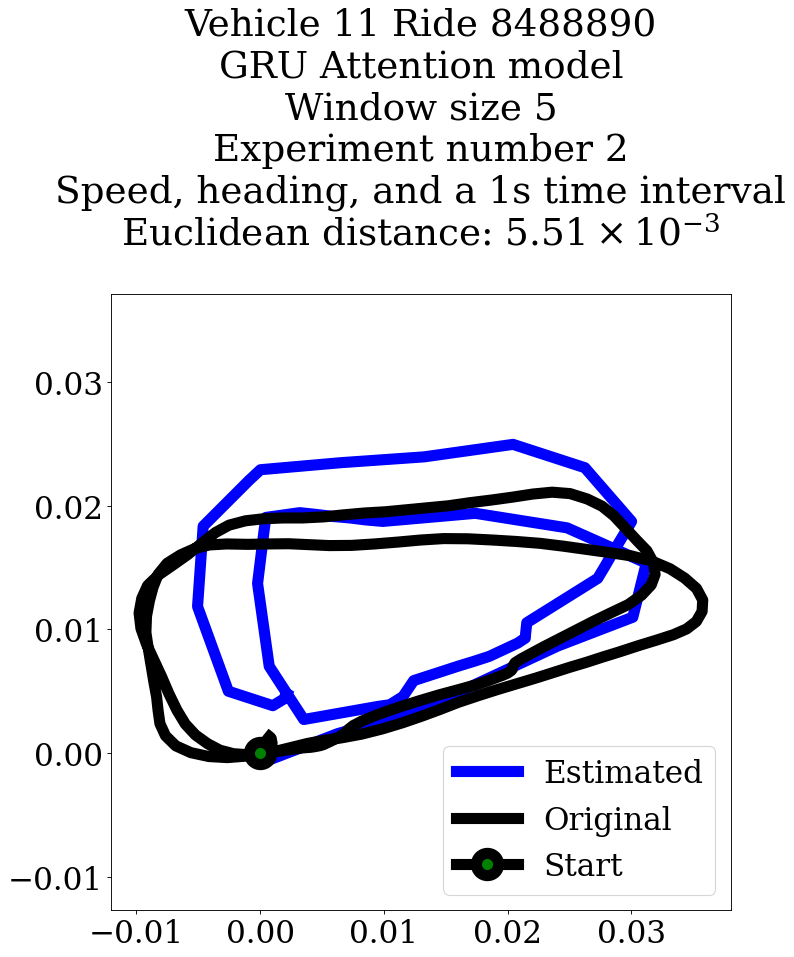 Vehicle 11 Ride 8488890
GRU Attention model
Window size 5
Experiment number 2
Speed, heading, and a 1s time interval
Euclidean distance: 5.51 × 10⁻³
0.03
0.02
0.01
0.00
−0.01
−0.01 0.00 0.01 0.02 0.03
Estimated
Original
Start